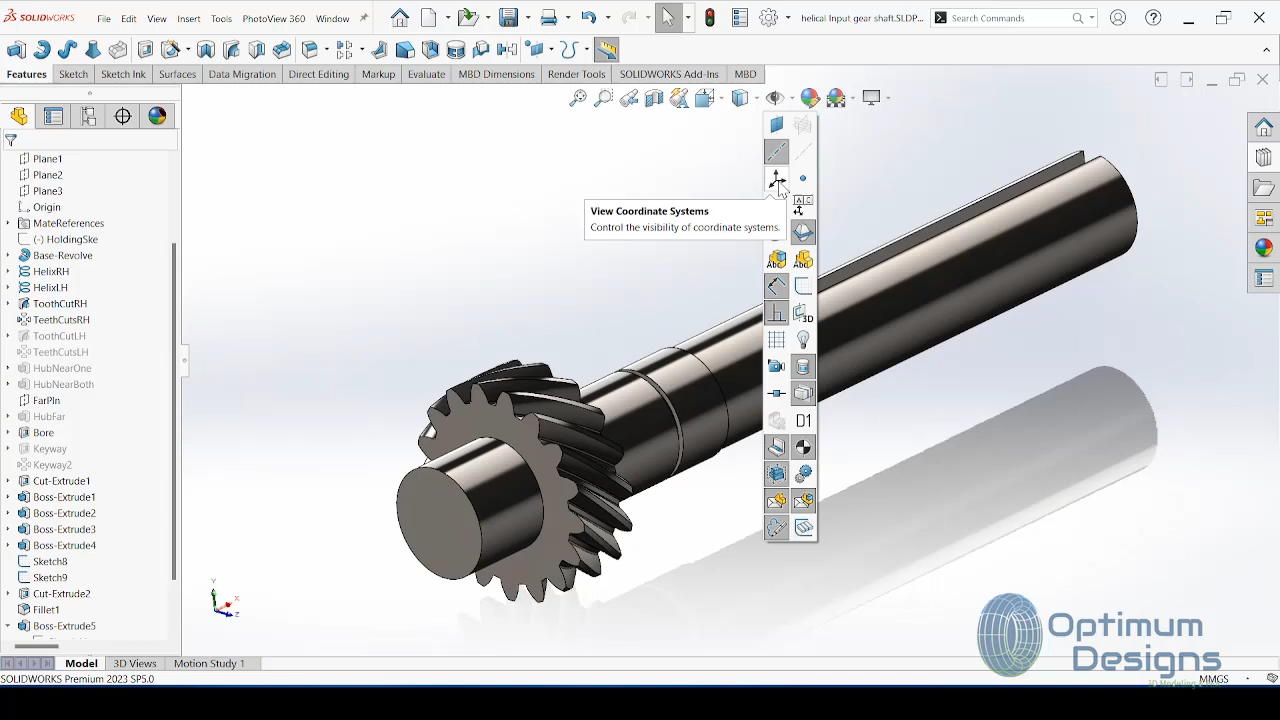 SOLIDWORKS
File Edit View Insert Tools PhotoView 360 Window
helical Input gear shaft.SLDP...
Search Commands
Features Sketch Sketch Ink Surfaces Data Migration Direct Editing Markup Evaluate MBD Dimensions Render Tools SOLIDWORKS Add-Ins MBD
Plane1
Plane2
Plane3
Origin
MateReferences
(-) HoldingSke
Base-Revolve
HelixRH
HelixLH
ToothCutRH
TeethCutsRH
ToothCutLH
TeethCutsLH
HubNearOne
HubNearBoth
FarPln
HubFar
Bore
Keyway
Keyway2
Cut-Extrude1
Boss-Extrude1
Boss-Extrude2
Boss-Extrude3
Boss-Extrude4
Sketch8
Sketch9
Cut-Extrude2
Fillet1
Boss-Extrude5
View Coordinate Systems
Control the visibility of coordinate systems.
A C
Abc Abc
3D
D1
Y
X
Z
Optimum
Designs
Model 3D Views Motion Study 1
SOLIDWORKS Premium 2023 SP5.0
MMGS